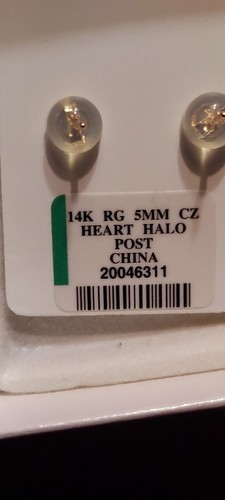 14K RG 5MM CZ
HEART HALO
POST
CHINA
20046311